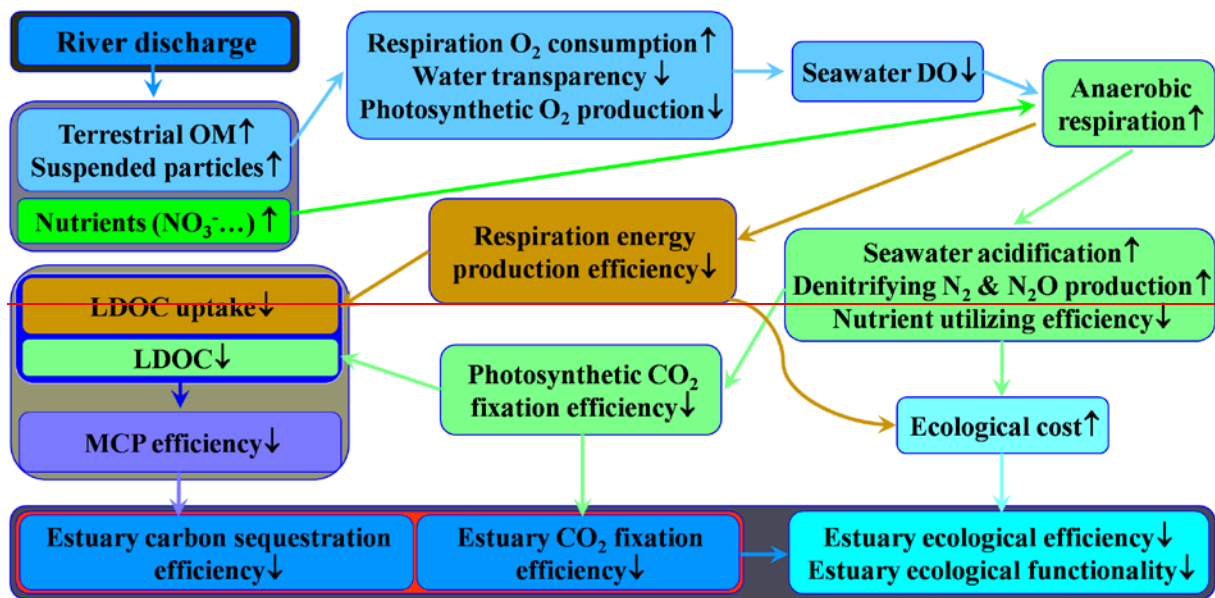 River discharge
Respiration O₂ consumption↑
Water transparency ↓
Photosynthetic O₂ production↓
Seawater DO↓
Anaerobic
respiration↑
Terrestrial OM↑
Suspended particles↑
Nutrients (NO₃⁻…) ↑
Respiration energy
production efficiency↓
Seawater acidification↑
Denitrifying N₂ & N₂O production↑
Nutrient utilizing efficiency↓
LDOC uptake↓
LDOC↓
Photosynthetic CO₂
fixation efficiency↓
Ecological cost↑
MCP efficiency↓
Estuary carbon sequestration
efficiency↓
Estuary CO₂ fixation
efficiency↓
Estuary ecological efficiency↓
Estuary ecological functionality↓